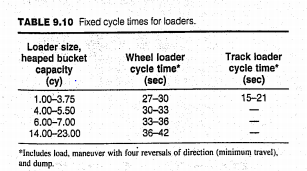 TABLE 9.10 Fixed cycle times for loaders.
Loader size,
heaped bucket Wheel loader Track loader
capacity cycle time* cycle time*
(cy) (sec) (sec)
1.00–3.75 27–30 15–21
4.00–5.50 30–33 —
6.00–7.00 33–36 —
14.00–23.00 36–42 —
*Includes load, maneuver with four reversals of direction (minimum travel),
and dump.